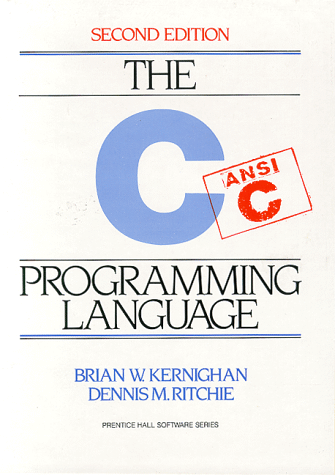 SECOND EDITION
THE
C
ANSI
C
PROGRAMMING
LANGUAGE
BRIAN W. KERNIGHAN
DENNIS M. RITCHIE
PRENTICE HALL SOFTWARE SERIES